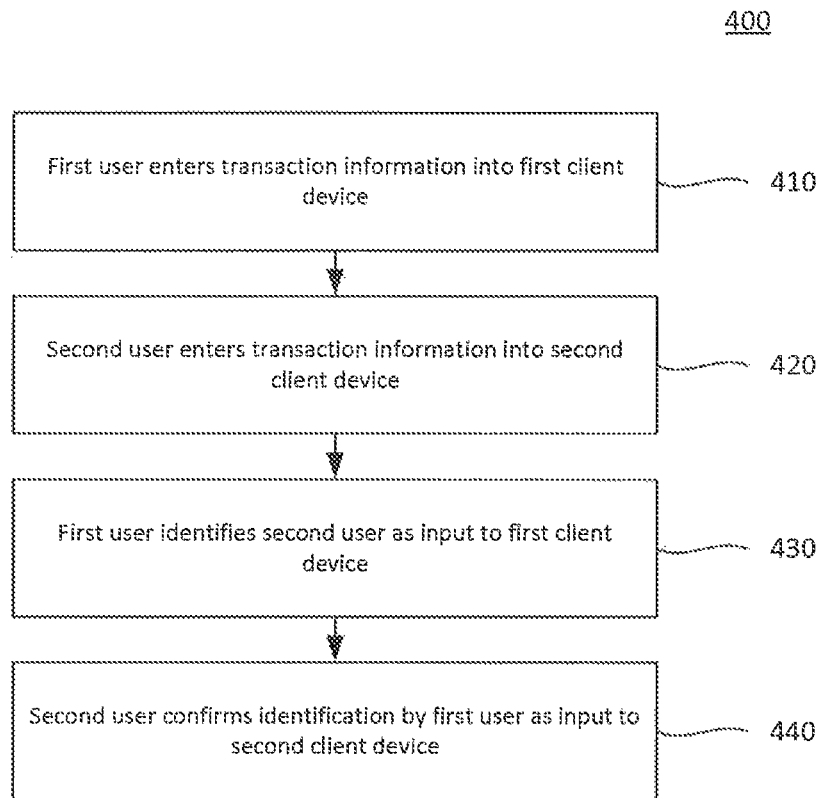 400
First user enters transaction information into first client
device
410
Second user enters transaction information into second
client device
420
First user identifies second user as input to first client
device
430
Second user confirms identification by first user as input to
second client device
440